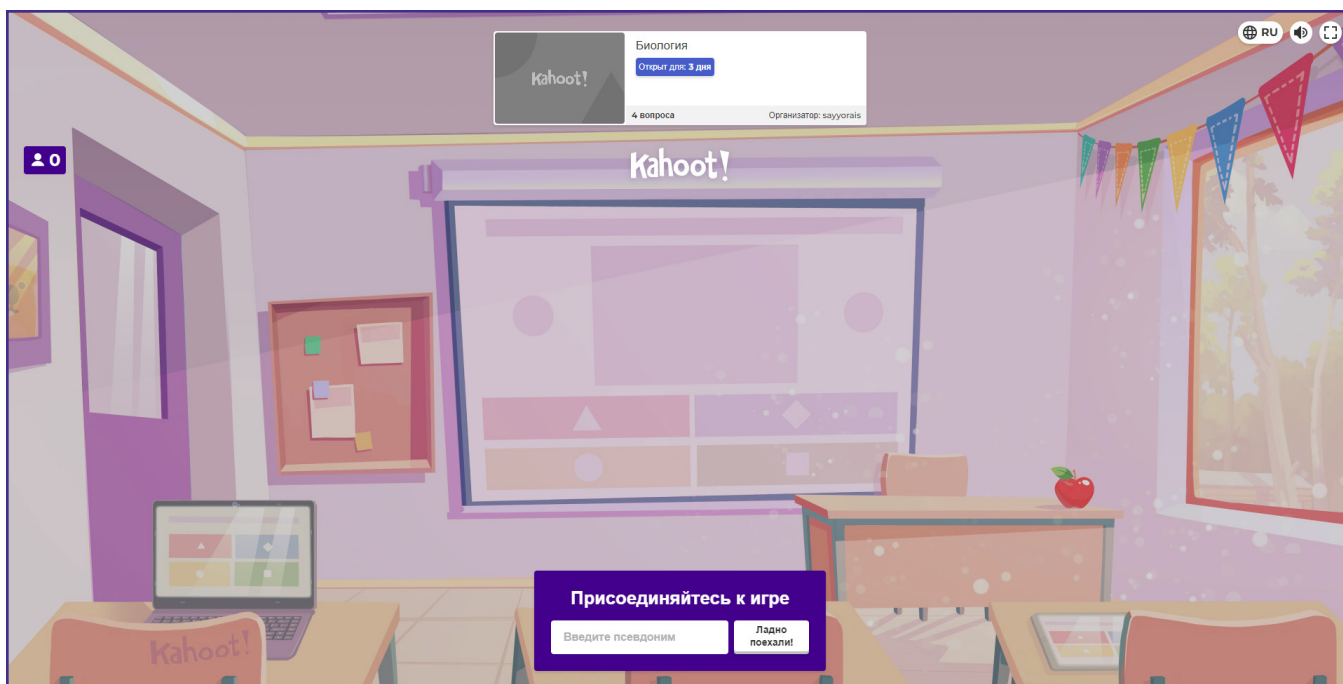 Биология
RU
Kahoot!
Открыт для: 3 дня
4 вопроса
Организатор: sayyorais
0
Kahoot!
Присоединяйтесь к игре
Введите псевдоним
Ладно
поехали!
Kahoot!